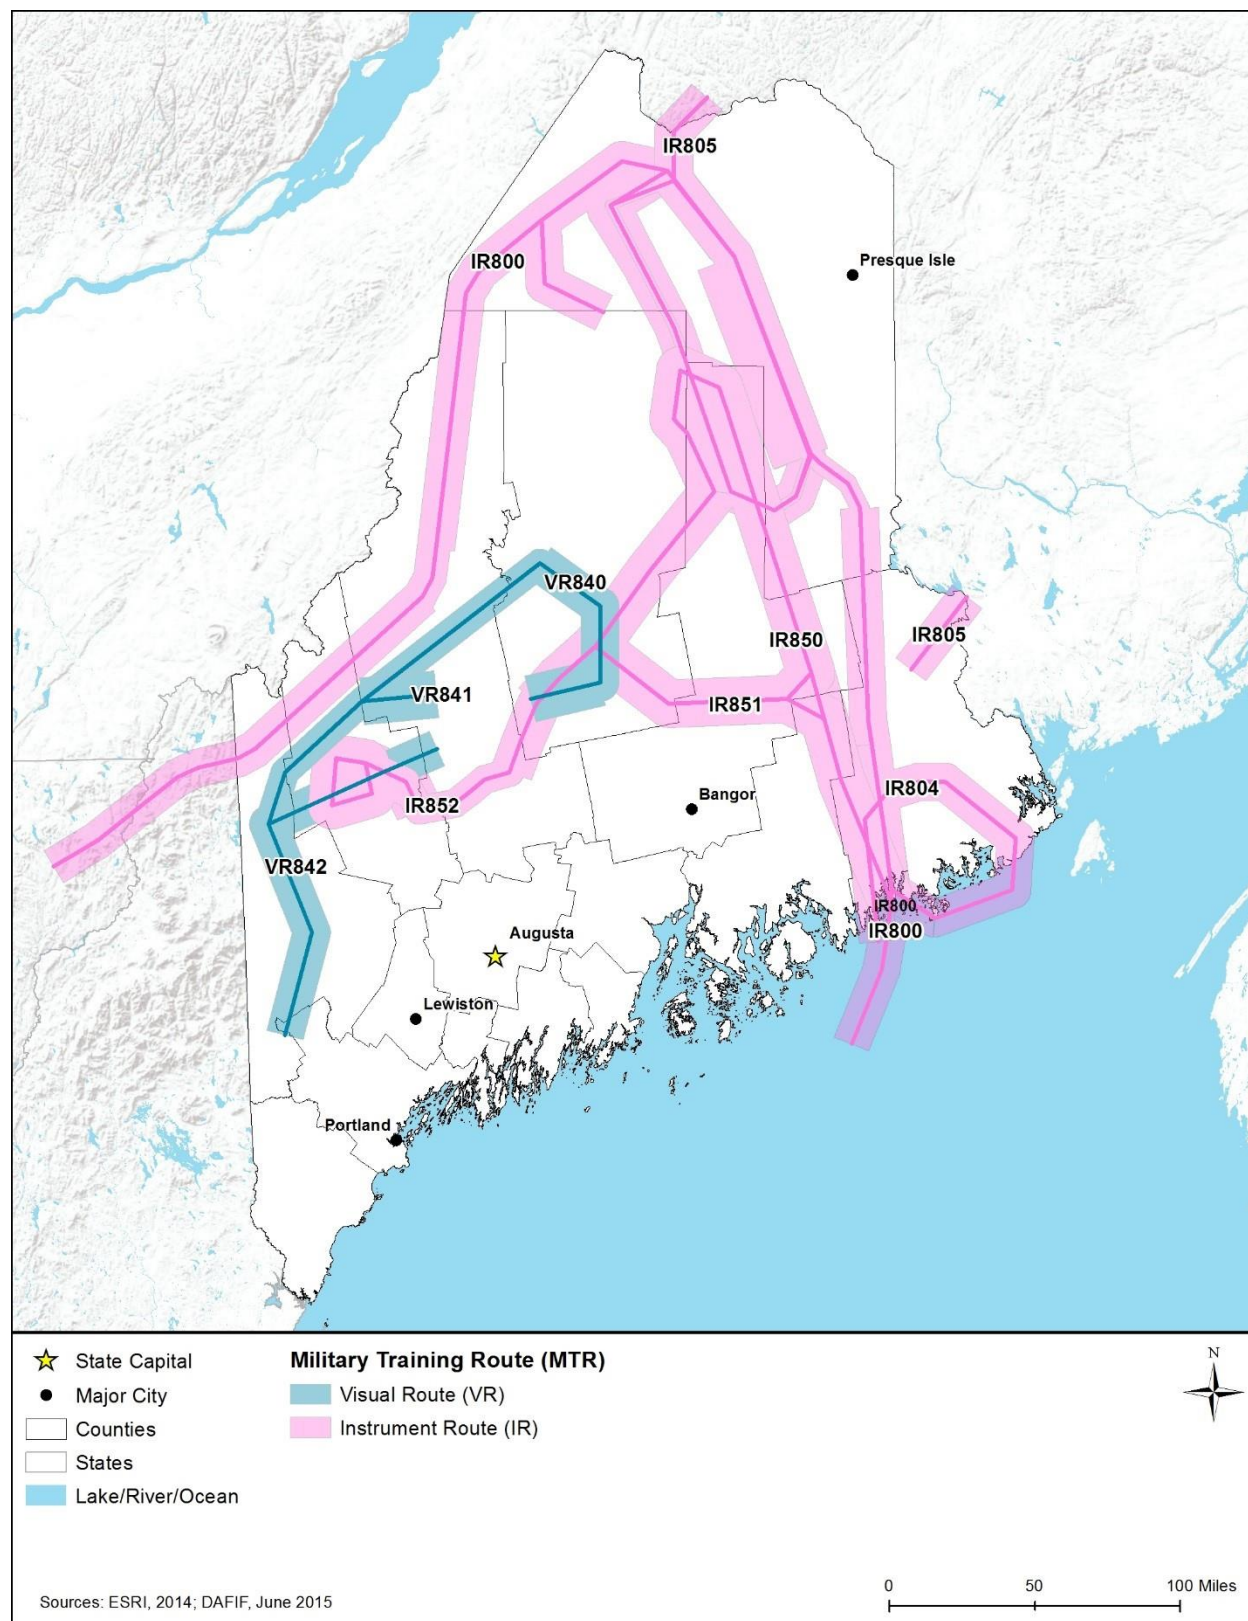 IR805
IR800
Presque Isle
VR840
IR850
IR805
VR841
IR851
IR804
IR852
Bangor
VR842
IR800
IR800
Augusta
Lewiston
Portland
State Capital
Major City
Counties
States
Lake/River/Ocean
Military Training Route (MTR)
Visual Route (VR)
Instrument Route (IR)
N
0 50 100 Miles
Sources: ESRI, 2014; DAFIF, June 2015